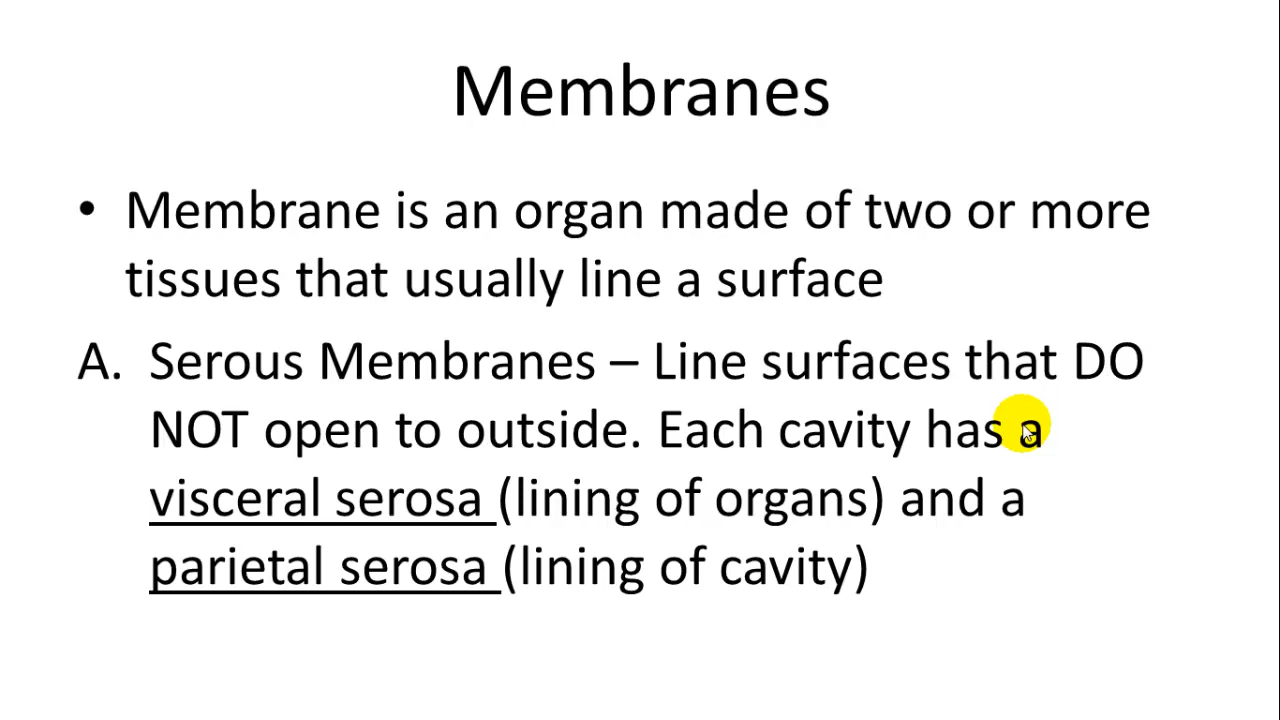 Membranes
• Membrane is an organ made of two or more
tissues that usually line a surface
A. Serous Membranes – Line surfaces that DO
NOT open to outside. Each cavity has a
visceral serosa (lining of organs) and a
parietal serosa (lining of cavity)